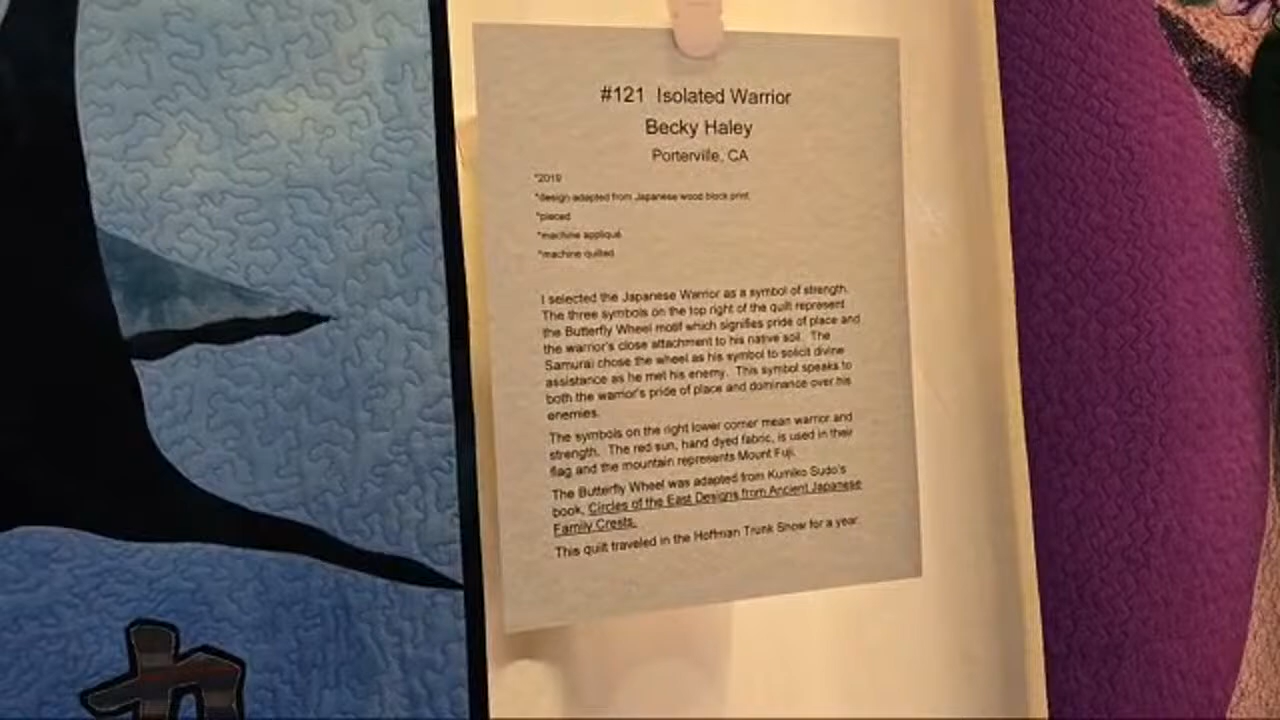 #121 Isolated Warrior
Becky Haley
Porterville, CA
*2019
*design adapted from Japanese wood block print
*pieced
*machine appliqué
*machine quilted
I selected the Japanese Warrior as a symbol of strength.
The three symbols on the top right of the quilt represent
the Butterfly Wheel motif which signifies pride of place and
the warrior's close attachment to his native soil. The
Samurai chose the wheel as his symbol to solicit divine
assistance as he met his enemy. This symbol speaks to
both the warrior's pride of place and dominance over his
enemies.
The symbols on the right lower corner mean warrior and
strength. The red sun, hand dyed fabric, is used in their
flag and the mountain represents Mount Fuji.
The Butterfly Wheel was adapted from Kumiko Sudo's
book, Circles of the East Designs from Ancient Japanese
Family Crests.
This quilt traveled in the Hoffman Trunk Show for a year.
力